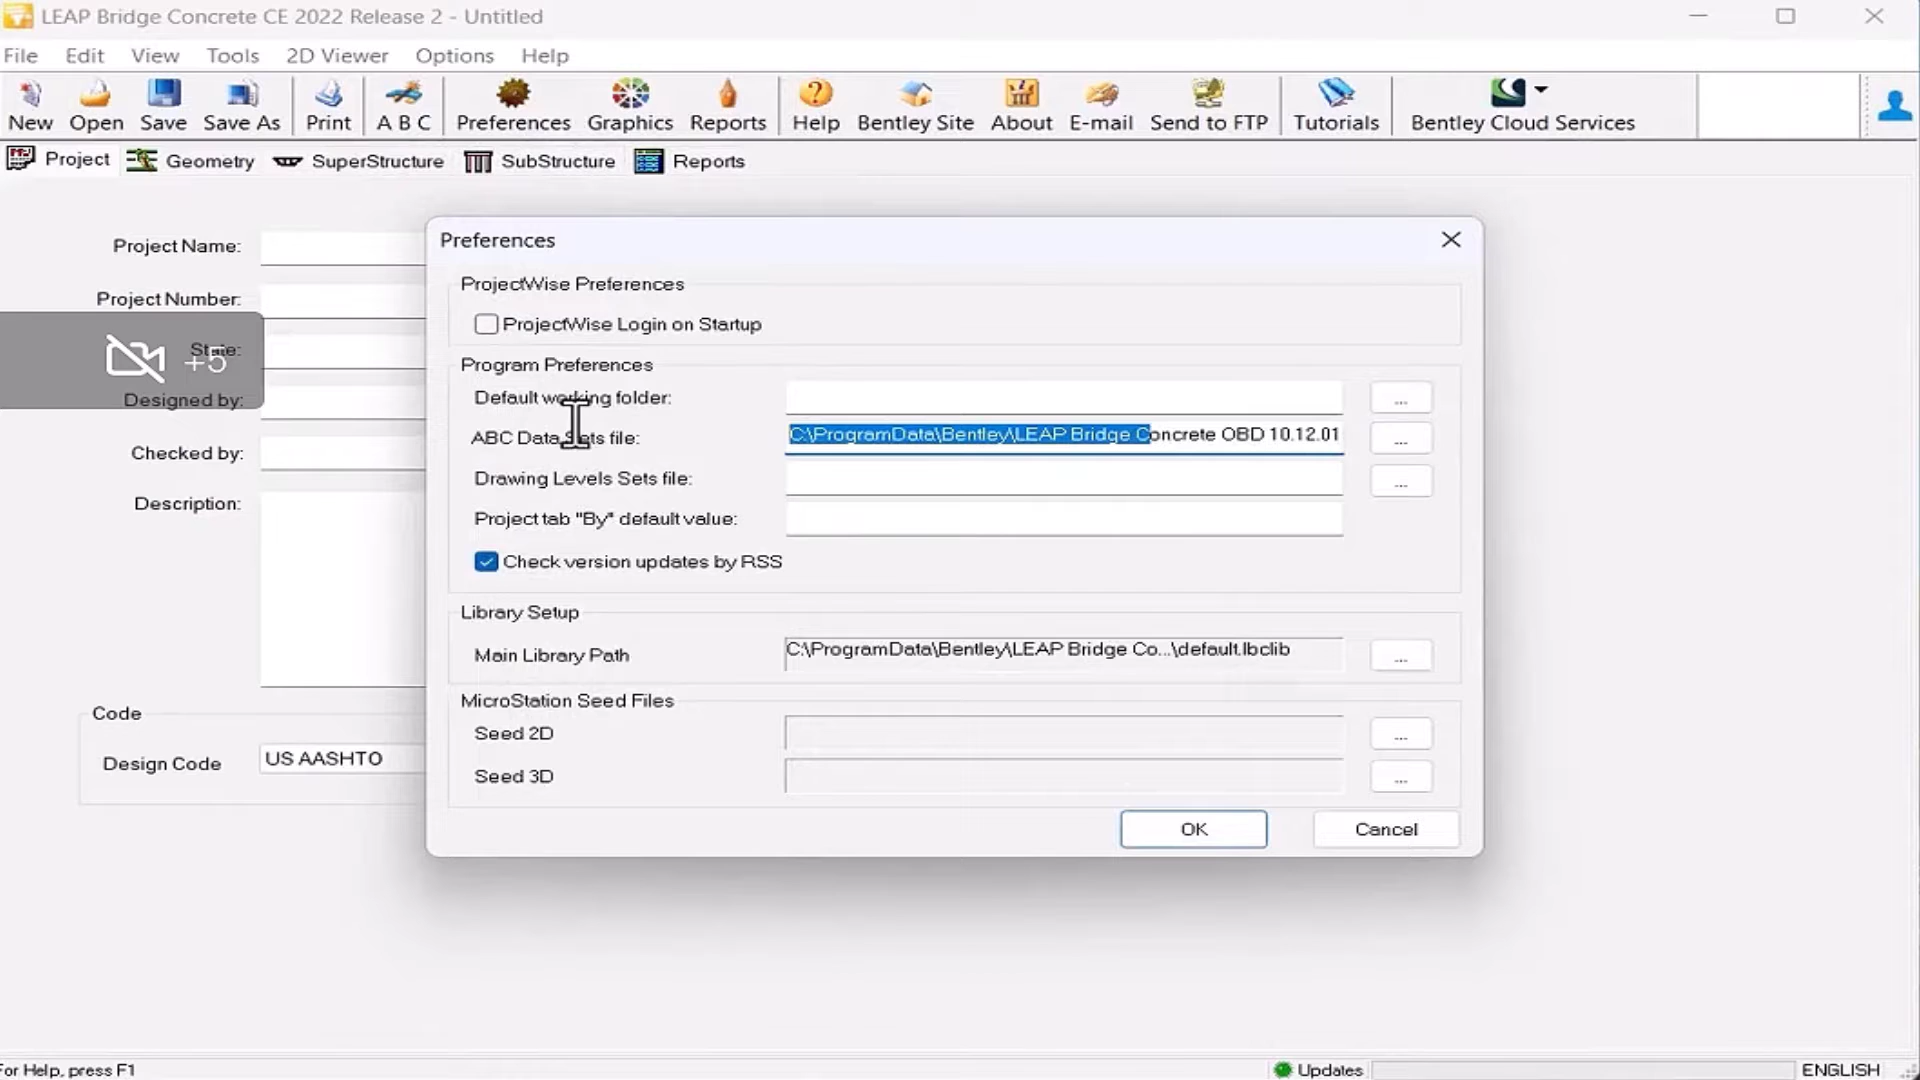 LEAP Bridge Concrete CE 2022 Release 2 - Untitled
File Edit View Tools 2D Viewer Options Help
New Open Save Save As Print A B C Preferences Graphics Reports Help Bentley Site About E-mail Send to FTP Tutorials Bentley Cloud Services
Project Geometry SuperStructure SubStructure Reports
Project Name:
Project Number:
State:
+5
Designed by:
Checked by:
Description:
Code
Design Code US AASHTO
Preferences
ProjectWise Preferences
ProjectWise Login on Startup
Program Preferences
Default working folder: ...
ABC Data Sets file: C:\ProgramData\Bentley\LEAP Bridge Concrete OBD 10.12.01 ...
Drawing Levels Sets file: ...
Project tab "By" default value:
Check version updates by RSS
Library Setup
Main Library Path C:\ProgramData\Bentley\LEAP Bridge Co...\default.lbclib ...
MicroStation Seed Files
Seed 2D ...
Seed 3D ...
OK Cancel
For Help, press F1 Updates ENGLISH